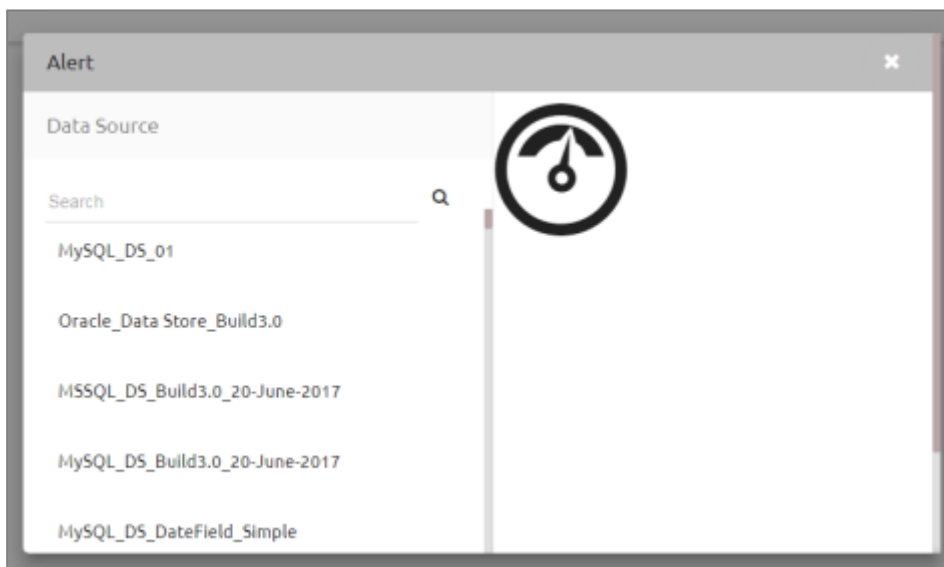 Alert
Data Source
Search
MySQL_DS_01
Oracle_Data Store_Build3.0
MSSQL_DS_Build3.0_20-June-2017
MySQL_DS_Build3.0_20-June-2017
MySQL_DS_DateField_Simple